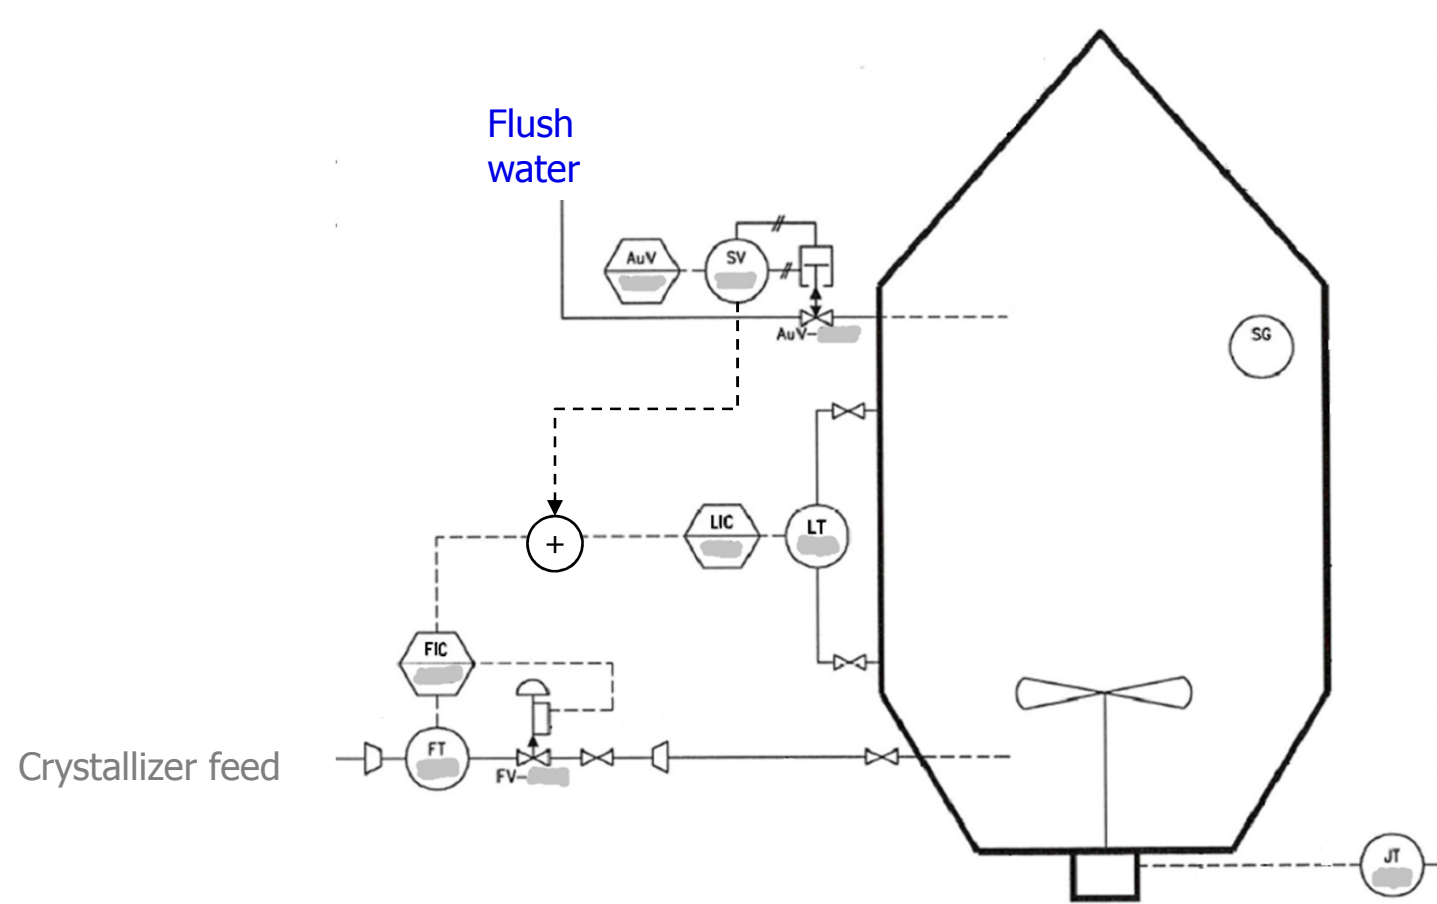 Flush
water
AuV
SV
AuV-
SG
+
LIC
LT
FIC
FT
FV-
Crystallizer feed
JT